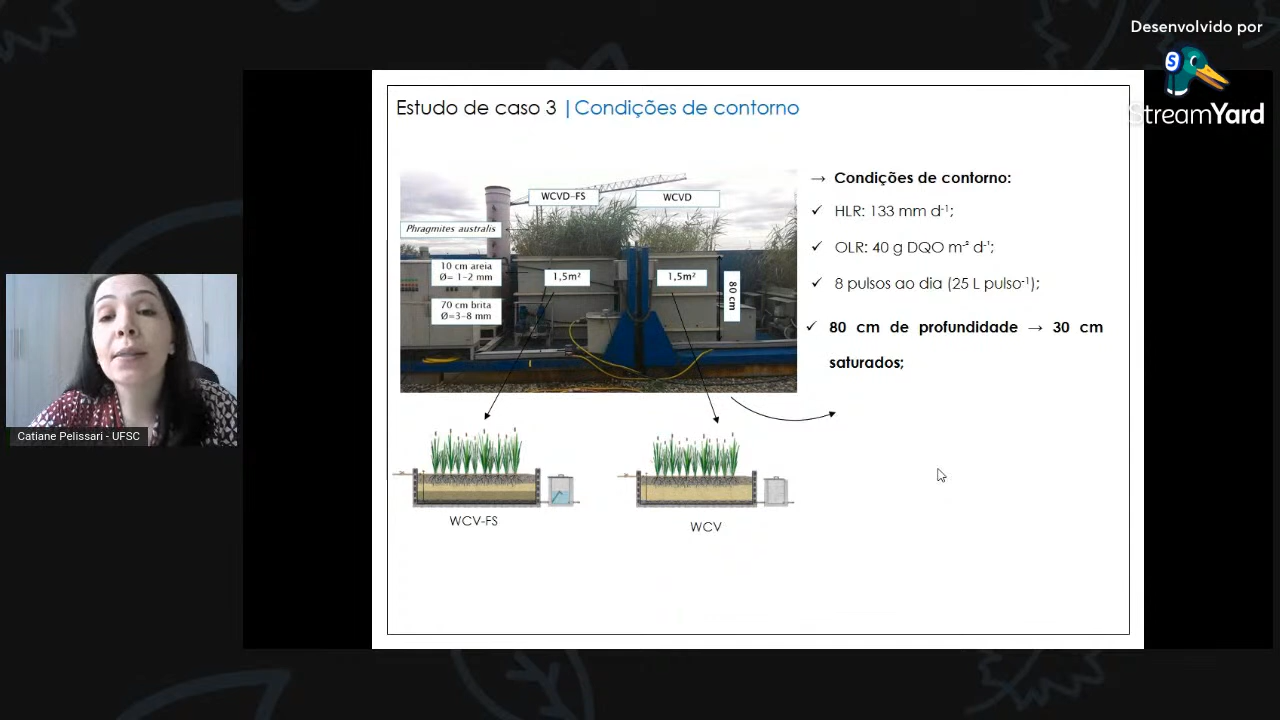 Desenvolvido por
StreamYard
Estudo de caso 3 |Condições de contorno
WCVD-FS
WCVD
Phragmites australis
10 cm areia
Ø= 1-2 mm
1,5m²
1,5m²
80 cm
70 cm brita
Ø=3-8 mm
→ Condições de contorno:
✓ HLR: 133 mm d⁻¹;
✓ OLR: 40 g DQO m⁻² d⁻¹;
✓ 8 pulsos ao dia (25 L pulso⁻¹);
✓ 80 cm de profundidade → 30 cm
saturados;
WCV-FS
WCV
Catiane Pelissari - UFSC